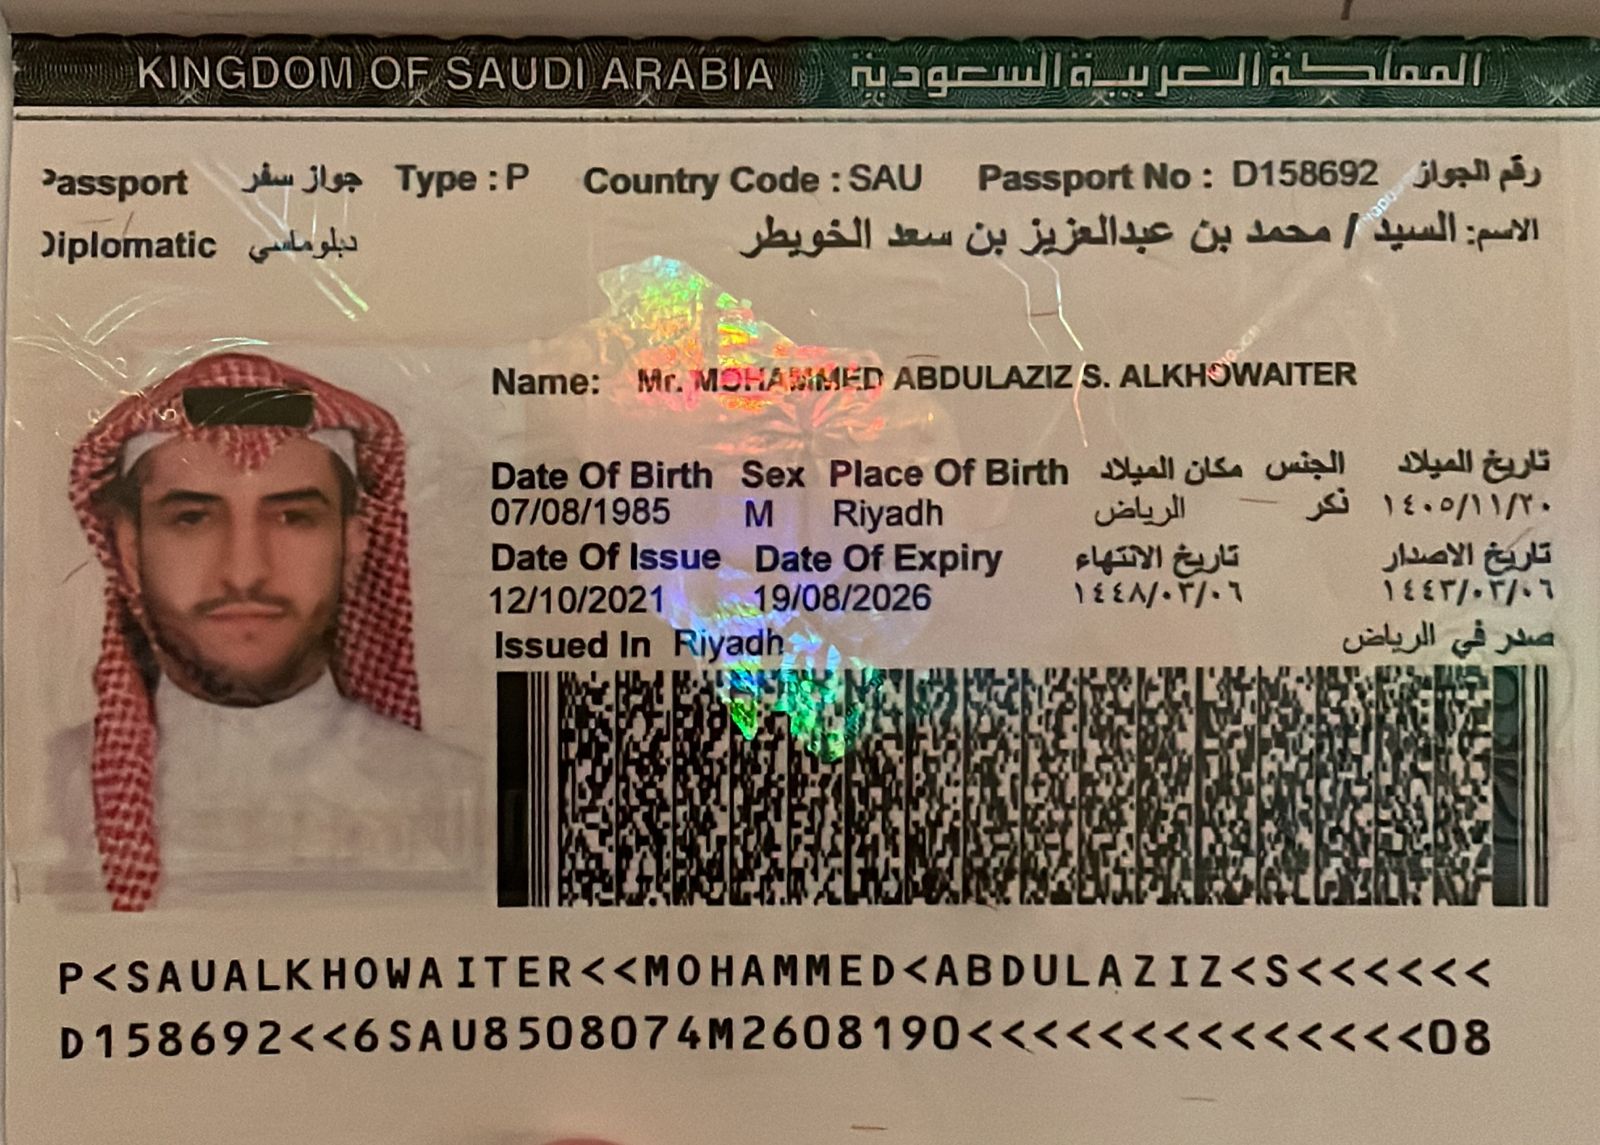 KINGDOM OF SAUDI ARABIA المملكة العربية السعودية
Passport جواز سفر Type : P Country Code : SAU Passport No : D158692 رقم الجواز
Diplomatic دبلوماسي الاسم: السيد / محمد بن عبدالعزيز بن سعد الخويطر
Name: Mr. MOHAMMED ABDULAZIZ S. ALKHOWAITER
Date Of Birth Sex Place Of Birth مكان الميلاد الجنس تاريخ الميلاد
07/08/1985 M Riyadh الرياض ذكر ١٤٠٥/١١/٢٠
Date Of Issue Date Of Expiry تاريخ الانتهاء تاريخ الاصدار
12/10/2021 19/08/2026 ١٤٤٨/٠٣/٠٦ ١٤٤٣/٠٣/٠٦
Issued In Riyadh صدر في الرياض
P<SAUALKHOWAITER<<MOHAMMED<ABDULAZIZ<S<<<<<<
D158692<<6SAU8508074M2608190<<<<<<<<<<<<<<08